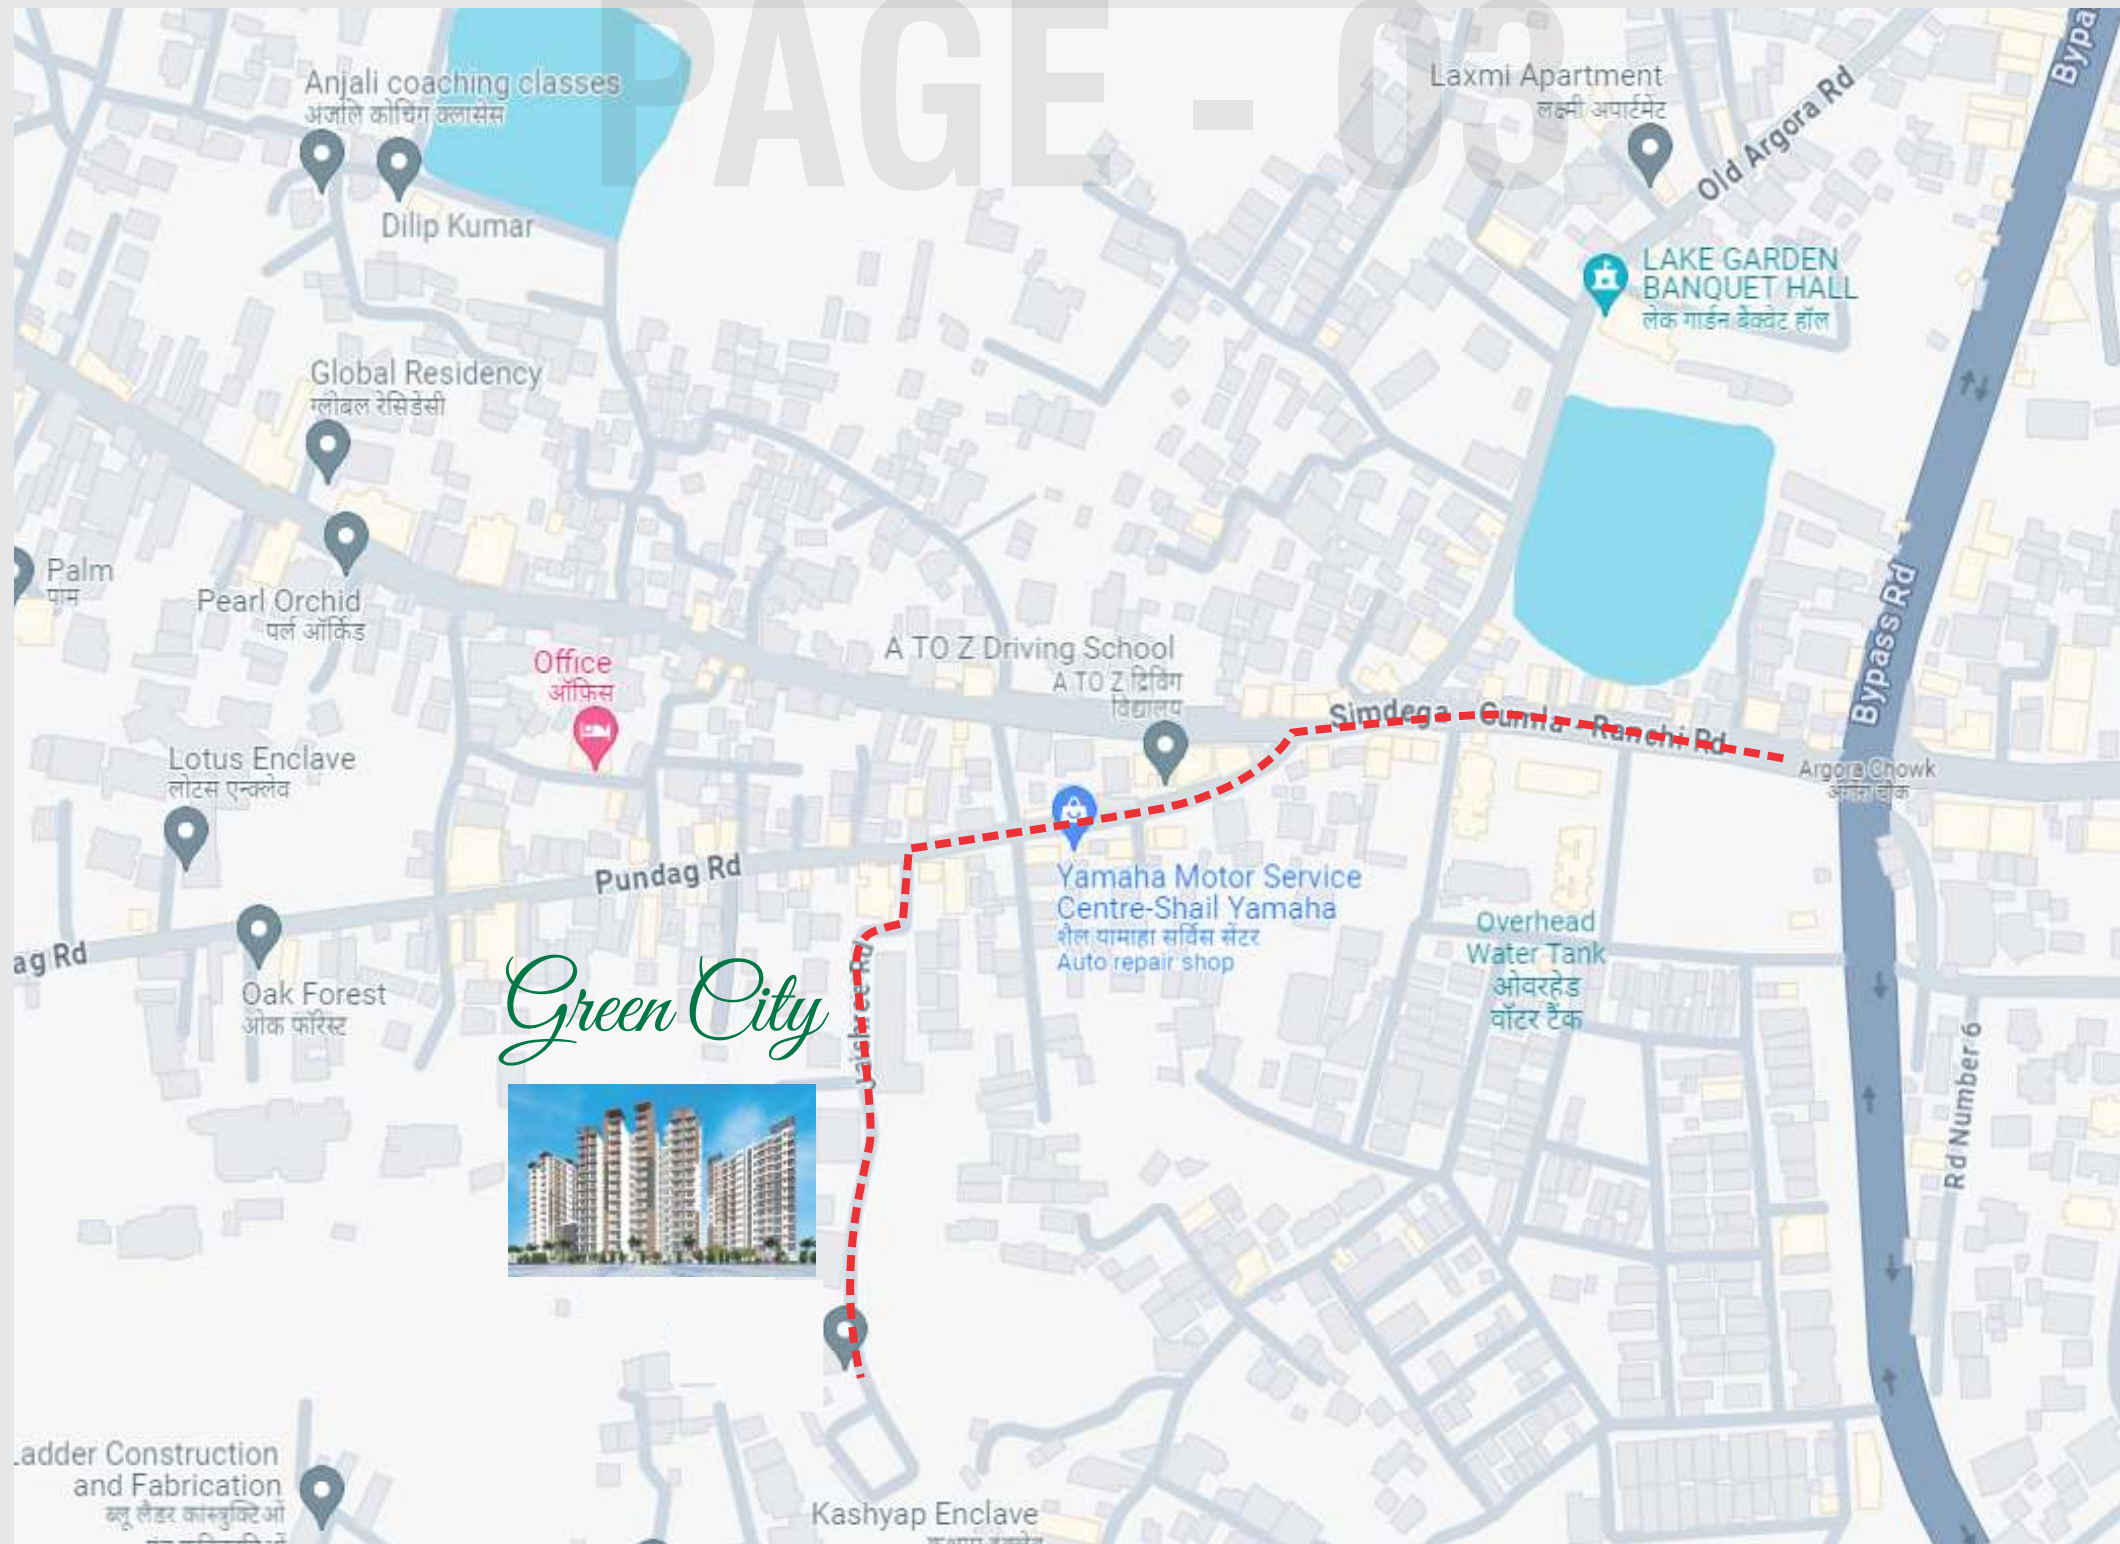 PAGE - 03
Bypa
Anjali coaching classes
अंजलि कोचिंग क्लासेस
Dilip Kumar
Laxmi Apartment
लक्ष्मी अपार्टमेंट
Old Argora Rd
LAKE GARDEN
BANQUET HALL
लेक गार्डन बैंक्वेट हॉल
Global Residency
ग्लोबल रेसिडेंसी
Palm
पाम
Pearl Orchid
पर्ल ऑर्किड
Office
ऑफिस
A TO Z Driving School
A TO Z द्रिविंग
विद्यालय
Bypass Rd
Simdega - Gumla - Ranchi Rd
Argora Chowk
Lotus Enclave
लोटस एन्क्लेव
Pundag Rd
Yamaha Motor Service
Centre-Shail Yamaha
शैल यामाहा सर्विस सेंटर
Auto repair shop
Overhead
Water Tank
ओवरहेड
वॉटर टैंक
ag Rd
Oak Forest
ओक फॉरेस्ट
Green City
Jaishree Rd
Rd Number 6
adder Construction
and Fabrication
Kashyap Enclave